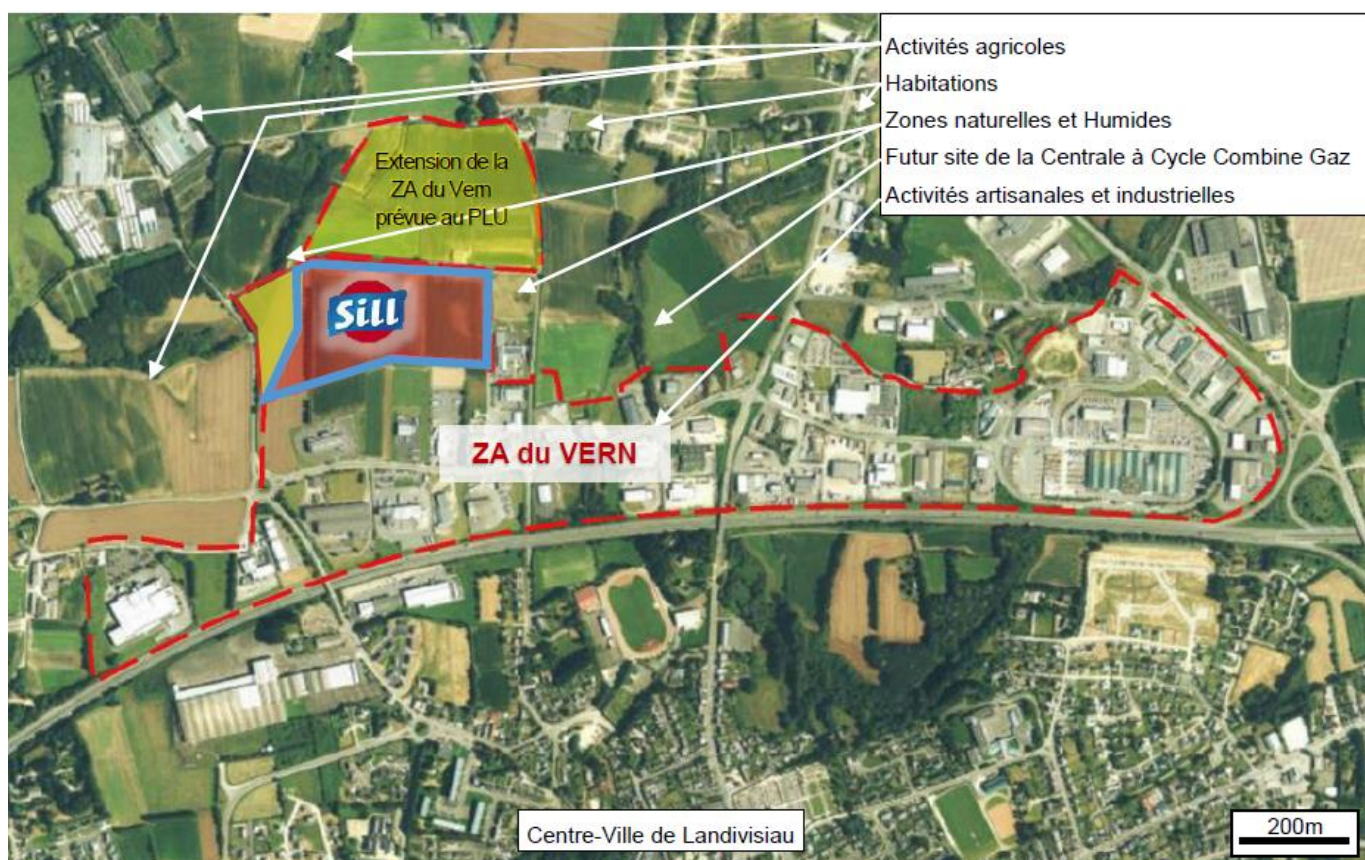 Activités agricoles
Habitations
Zones naturelles et Humides
Futur site de la Centrale à Cycle Combine Gaz
Activités artisanales et industrielles
Extension de la
ZA du Vern
prévue au PLU
Sill
ZA du VERN
Centre-Ville de Landivisiau
200m